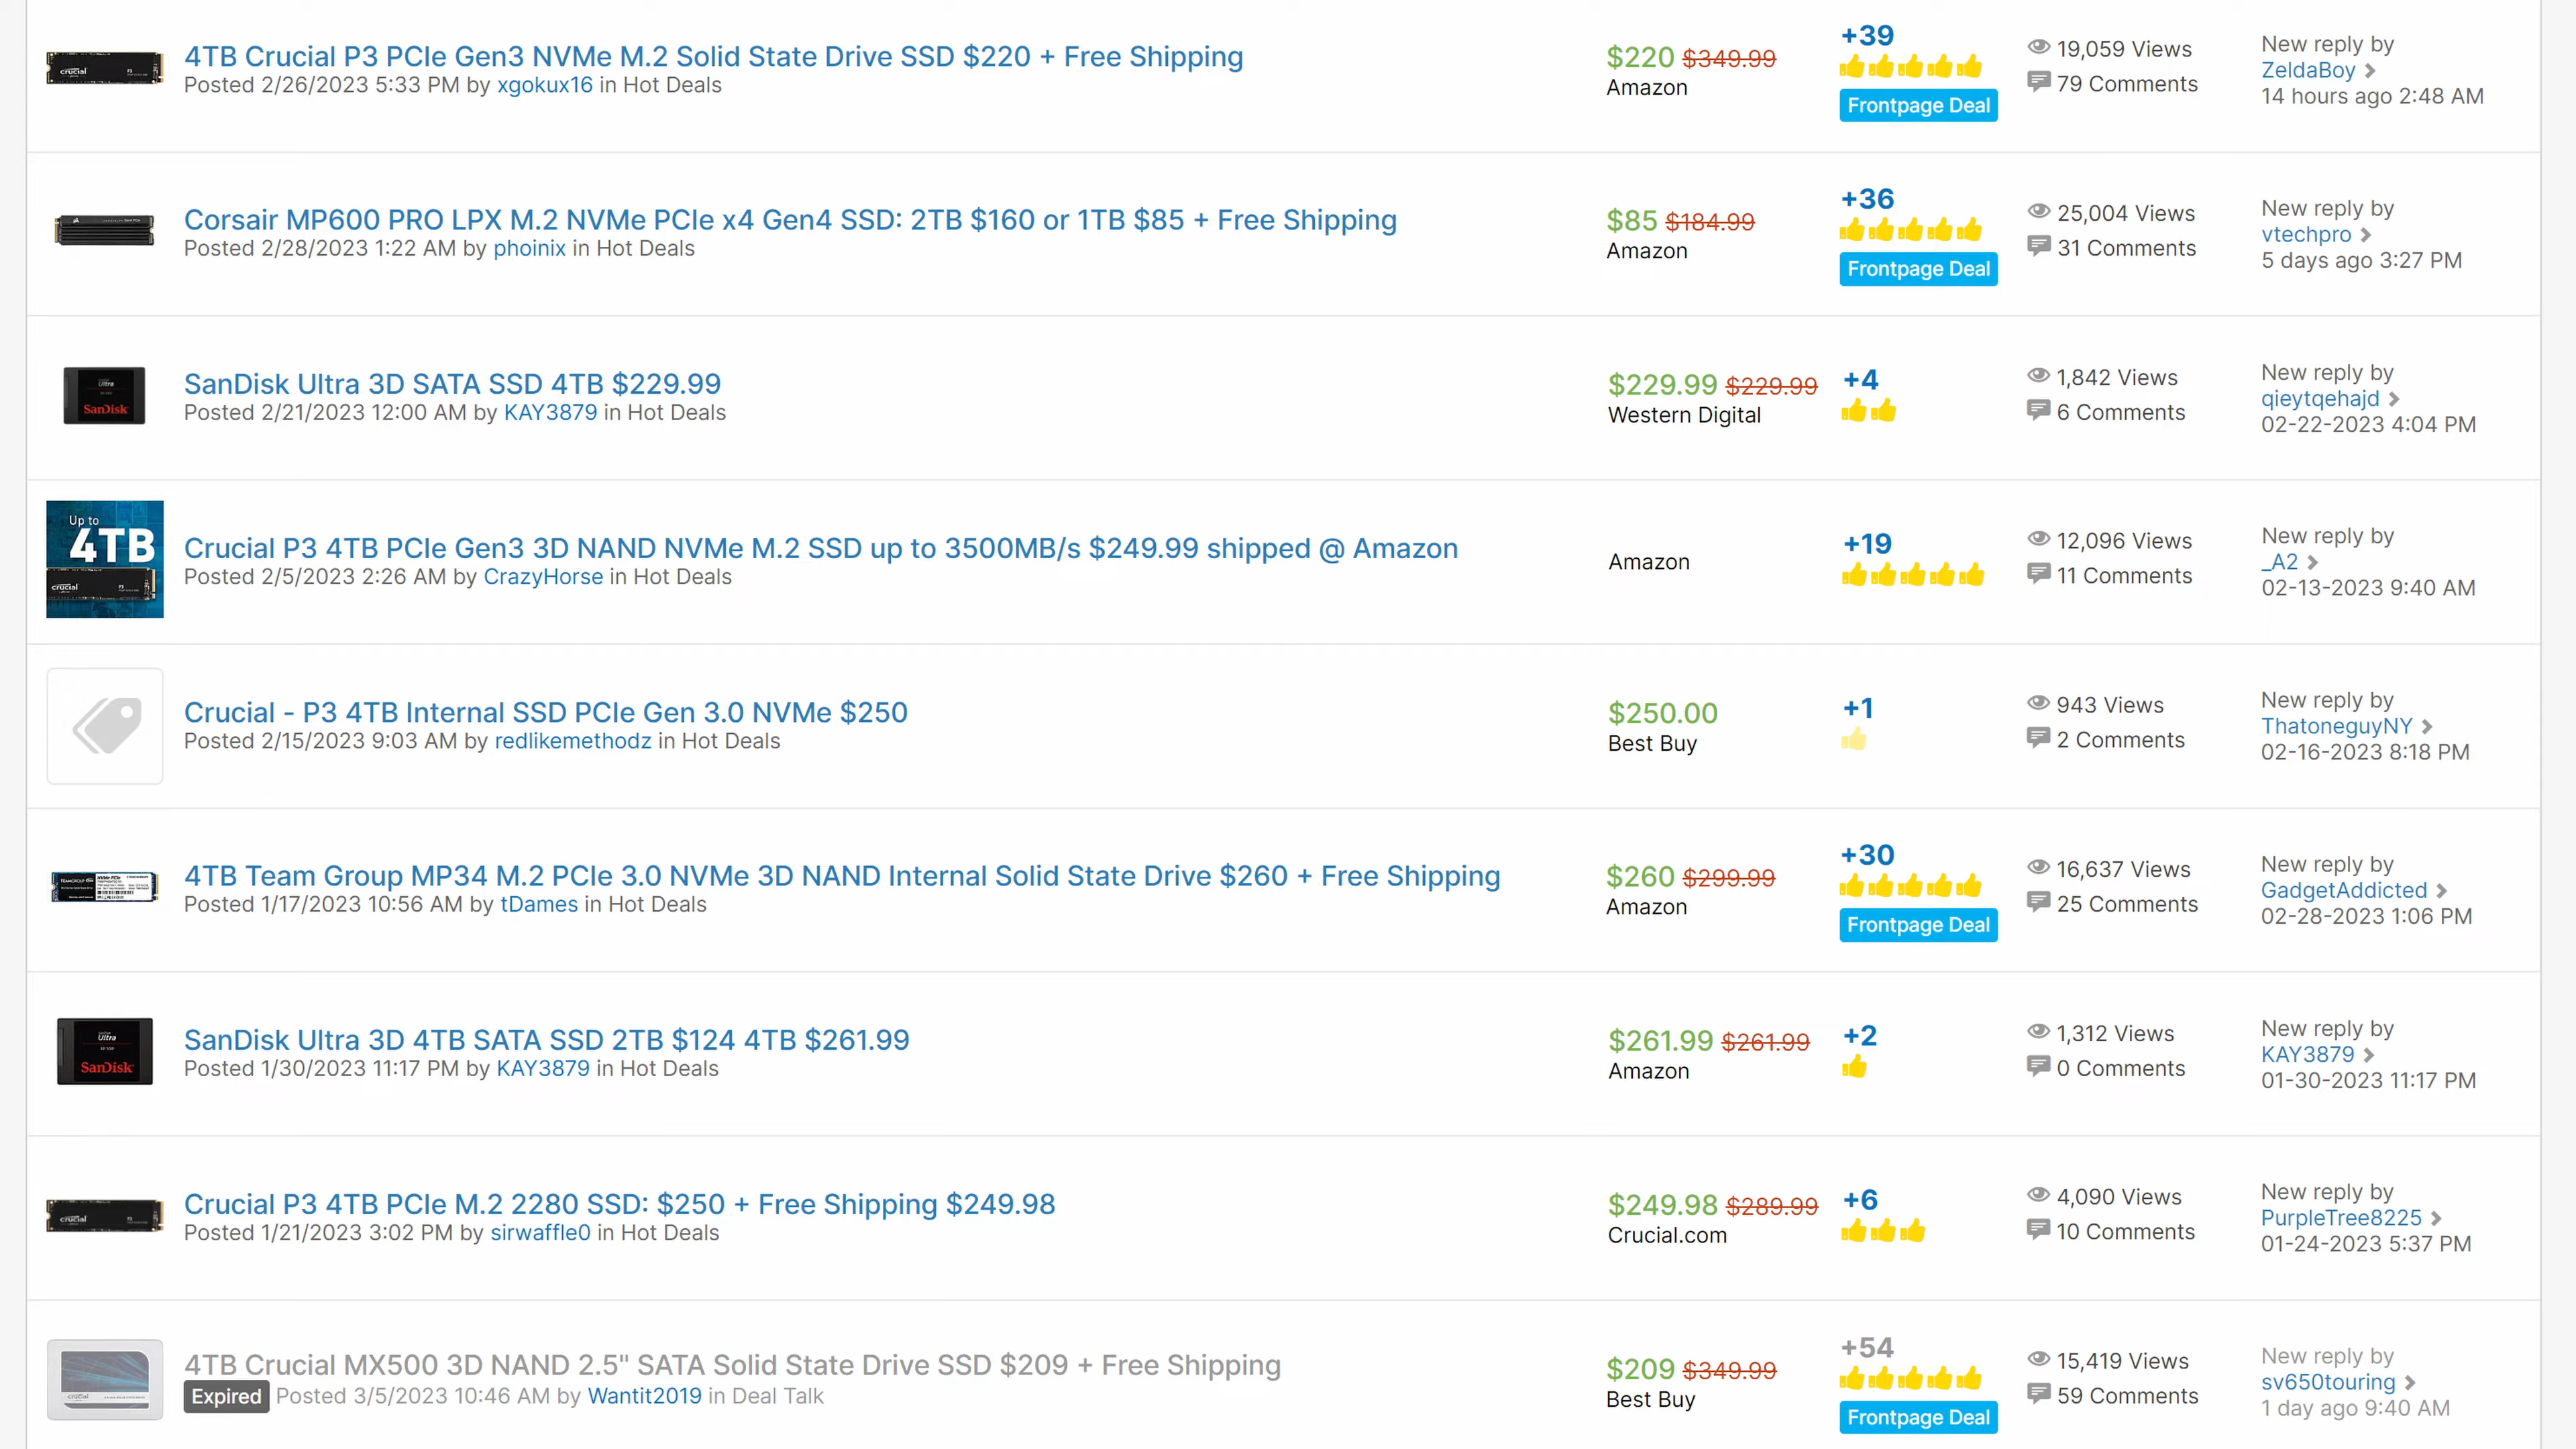 4TB Crucial P3 PCIe Gen3 NVMe M.2 Solid State Drive SSD $220 + Free Shipping
Posted 2/26/2023 5:33 PM by xgokux16 in Hot Deals
$220 $349.99
Amazon
+39
Frontpage Deal
19,059 Views
79 Comments
New reply by
ZeldaBoy
14 hours ago 2:48 AM
crucial
Corsair MP600 PRO LPX M.2 NVMe PCIe x4 Gen4 SSD: 2TB $160 or 1TB $85 + Free Shipping
Posted 2/28/2023 1:22 AM by phoinix in Hot Deals
$85 $184.99
Amazon
+36
Frontpage Deal
25,004 Views
31 Comments
New reply by
vtechpro
5 days ago 3:27 PM
Ultra
SanDisk
SanDisk Ultra 3D SATA SSD 4TB $229.99
Posted 2/21/2023 12:00 AM by KAY3879 in Hot Deals
$229.99 $229.99
Western Digital
+4
1,842 Views
6 Comments
New reply by
qieytqehajd
02-22-2023 4:04 PM
Up to
4TB
crucial
Crucial P3 4TB PCIe Gen3 3D NAND NVMe M.2 SSD up to 3500MB/s $249.99 shipped @ Amazon
Posted 2/5/2023 2:26 AM by CrazyHorse in Hot Deals
Amazon
+19
12,096 Views
11 Comments
New reply by
_A2
02-13-2023 9:40 AM
Crucial - P3 4TB Internal SSD PCIe Gen 3.0 NVMe $250
Posted 2/15/2023 9:03 AM by redlikemethodz in Hot Deals
$250.00
Best Buy
+1
943 Views
2 Comments
New reply by
ThatoneguyNY
02-16-2023 8:18 PM
4TB Team Group MP34 M.2 PCIe 3.0 NVMe 3D NAND Internal Solid State Drive $260 + Free Shipping
Posted 1/17/2023 10:56 AM by tDames in Hot Deals
$260 $299.99
Amazon
+30
Frontpage Deal
16,637 Views
25 Comments
New reply by
GadgetAddicted
02-28-2023 1:06 PM
Ultra
SanDisk
SanDisk Ultra 3D 4TB SATA SSD 2TB $124 4TB $261.99
Posted 1/30/2023 11:17 PM by KAY3879 in Hot Deals
$261.99 $261.99
Amazon
+2
1,312 Views
0 Comments
New reply by
KAY3879
01-30-2023 11:17 PM
crucial
Crucial P3 4TB PCIe M.2 2280 SSD: $250 + Free Shipping $249.98
Posted 1/21/2023 3:02 PM by sirwaffle0 in Hot Deals
$249.98 $289.99
Crucial.com
+6
4,090 Views
10 Comments
New reply by
PurpleTree8225
01-24-2023 5:37 PM
crucial
4TB Crucial MX500 3D NAND 2.5" SATA Solid State Drive SSD $209 + Free Shipping
Expired Posted 3/5/2023 10:46 AM by Wantit2019 in Deal Talk
$209 $349.99
Best Buy
+54
Frontpage Deal
15,419 Views
59 Comments
New reply by
sv650touring
1 day ago 9:40 AM